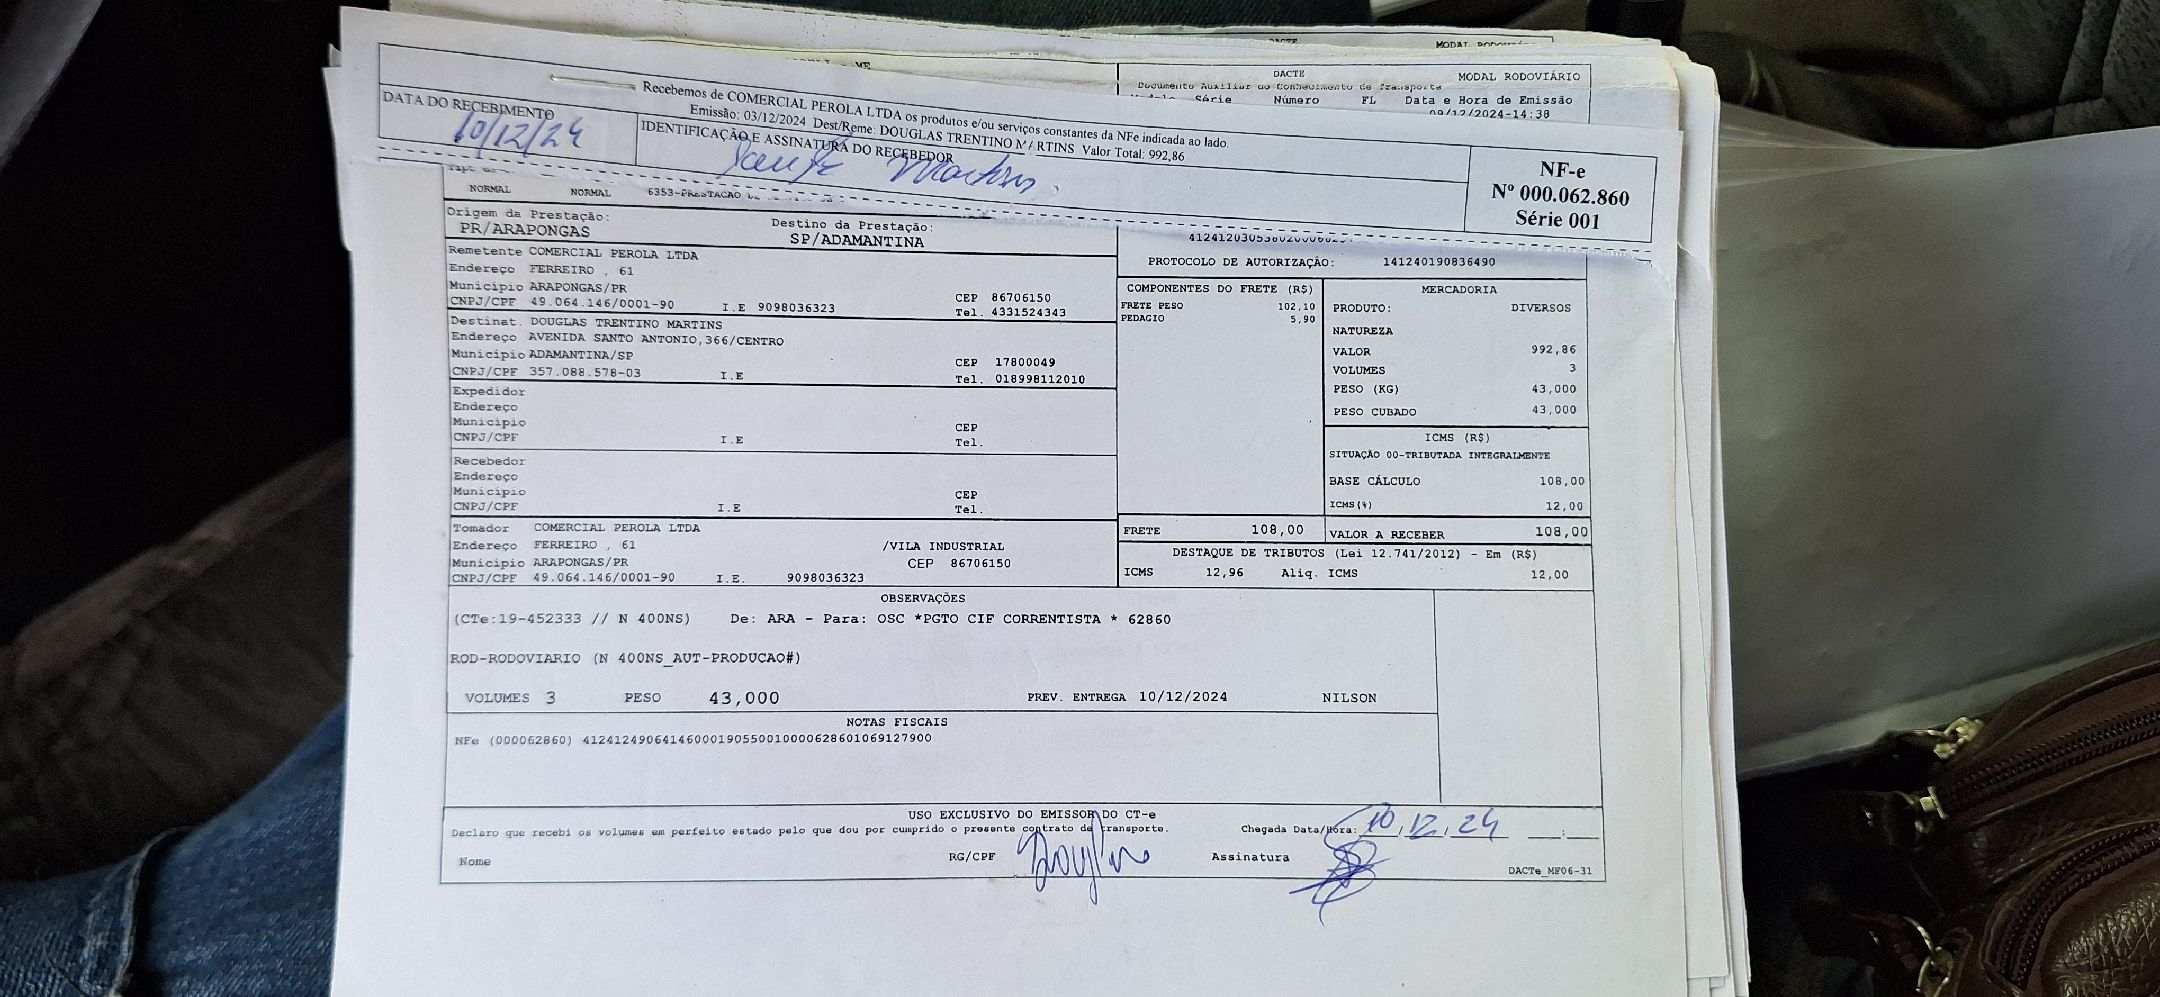 DACTE
MODAL RODOVIÁRIO
Documento Auxiliar do Conhecimento de Transporte
Série Número FL Data e Hora de Emissão
09/12/2024-14:38
Recebemos de COMERCIAL PEROLA LTDA os produtos e/ou serviços constantes da NFe indicada ao lado.
Emissão: 03/12/2024 Dest/Reme: DOUGLAS TRENTINO MARTINS Valor Total: 992,86
DATA DO RECEBIMENTO
10/12/24
IDENTIFICAÇÃO E ASSINATURA DO RECEBEDOR
Martins
NF-e
Nº 000.062.860
Série 001
NORMAL NORMAL 6353-PRESTACAO
Origem da Prestação:
PR/ARAPONGAS
Destino da Prestação:
SP/ADAMANTINA
PROTOCOLO DE AUTORIZAÇÃO: 141240190836490
Remetente COMERCIAL PEROLA LTDA
Endereço FERREIRO , 61
Município ARAPONGAS/PR CEP 86706150
CNPJ/CPF 49.064.146/0001-90 I.E 9098036323 Tel. 4331524343
Destinat. DOUGLAS TRENTINO MARTINS
Endereço AVENIDA SANTO ANTONIO,366/CENTRO
Município ADAMANTINA/SP CEP 17800049
CNPJ/CPF 357.088.578-03 I.E Tel. 018998112010
Expedidor
Endereço
Município CEP
CNPJ/CPF I.E Tel.
Recebedor
Endereço
Município CEP
CNPJ/CPF I.E Tel.
Tomador COMERCIAL PEROLA LTDA
Endereço FERREIRO , 61 /VILA INDUSTRIAL
Município ARAPONGAS/PR CEP 86706150
CNPJ/CPF 49.064.146/0001-90 I.E. 9098036323
COMPONENTES DO FRETE (R$)
FRETE PESO 102,10
PEDAGIO 5,90
MERCADORIA
PRODUTO: DIVERSOS
NATUREZA
VALOR 992,86
VOLUMES 3
PESO (KG) 43,000
PESO CUBADO 43,000
ICMS (R$)
SITUAÇÃO 00-TRIBUTADA INTEGRALMENTE
BASE CÁLCULO 108,00
ICMS(%) 12,00
FRETE 108,00 VALOR A RECEBER 108,00
DESTAQUE DE TRIBUTOS (Lei 12.741/2012) - Em (R$)
ICMS 12,96 Aliq. ICMS 12,00
OBSERVAÇÕES
(CTe:19-452333 // N 400NS) De: ARA - Para: OSC *PGTO CIF CORRENTISTA * 62860
ROD-RODOVIARIO (N 400NS_AUT-PRODUCAO#)
VOLUMES 3 PESO 43,000 PREV. ENTREGA 10/12/2024 NILSON
NOTAS FISCAIS
NFe (000062860) 41241249064146000190550010000628601069127900
USO EXCLUSIVO DO EMISSOR DO CT-e
Declaro que recebi os volumes em perfeito estado pelo que dou por cumprido o presente contrato de transporte. Chegada Data/Hora: 10/12/24 __:__
Nome RG/CPF Assinatura
DACTe_MF06-31